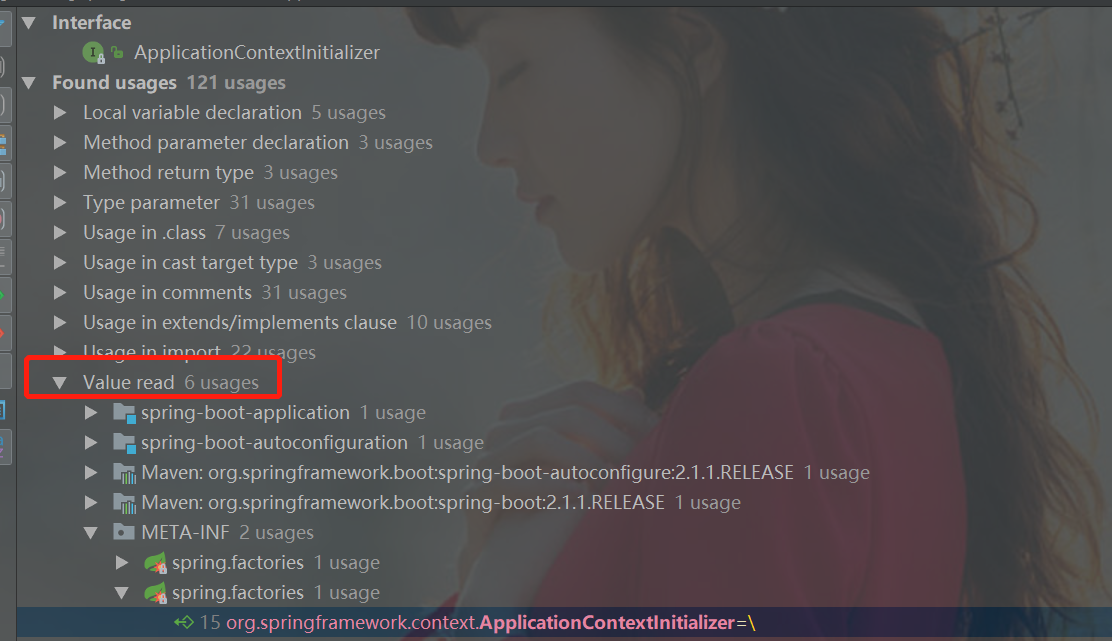 Interface
ApplicationContextInitializer
Found usages 121 usages
Local variable declaration 5 usages
Method parameter declaration 3 usages
Method return type 3 usages
Type parameter 31 usages
Usage in .class 7 usages
Usage in cast target type 3 usages
Usage in comments 31 usages
Usage in extends/implements clause 10 usages
Usage in import 22 usages
Value read 6 usages
spring-boot-application 1 usage
spring-boot-autoconfiguration 1 usage
Maven: org.springframework.boot:spring-boot-autoconfigure:2.1.1.RELEASE 1 usage
Maven: org.springframework.boot:spring-boot:2.1.1.RELEASE 1 usage
META-INF 2 usages
spring.factories 1 usage
spring.factories 1 usage
15 org.springframework.context.ApplicationContextInitializer=\